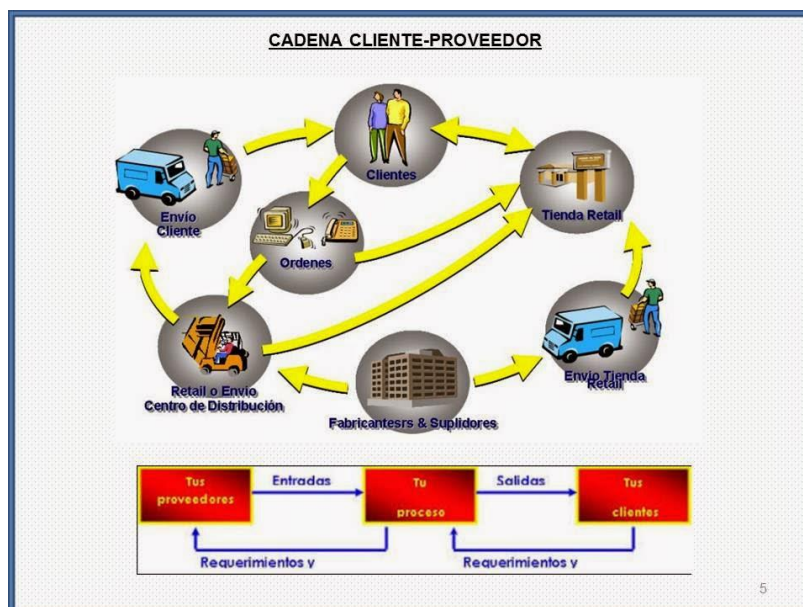 CADENA CLIENTE-PROVEEDOR
Clientes
Envío
Cliente
Tienda Retail
Ordenes
Retail o Envío
Centro de Distribución
Fabricantesrs & Suplidores
Envío Tienda
Retail
Tus
proveedores
Entradas
Tu
proceso
Salidas
Tus
clientes
Requerimientos y
Requerimientos y
5